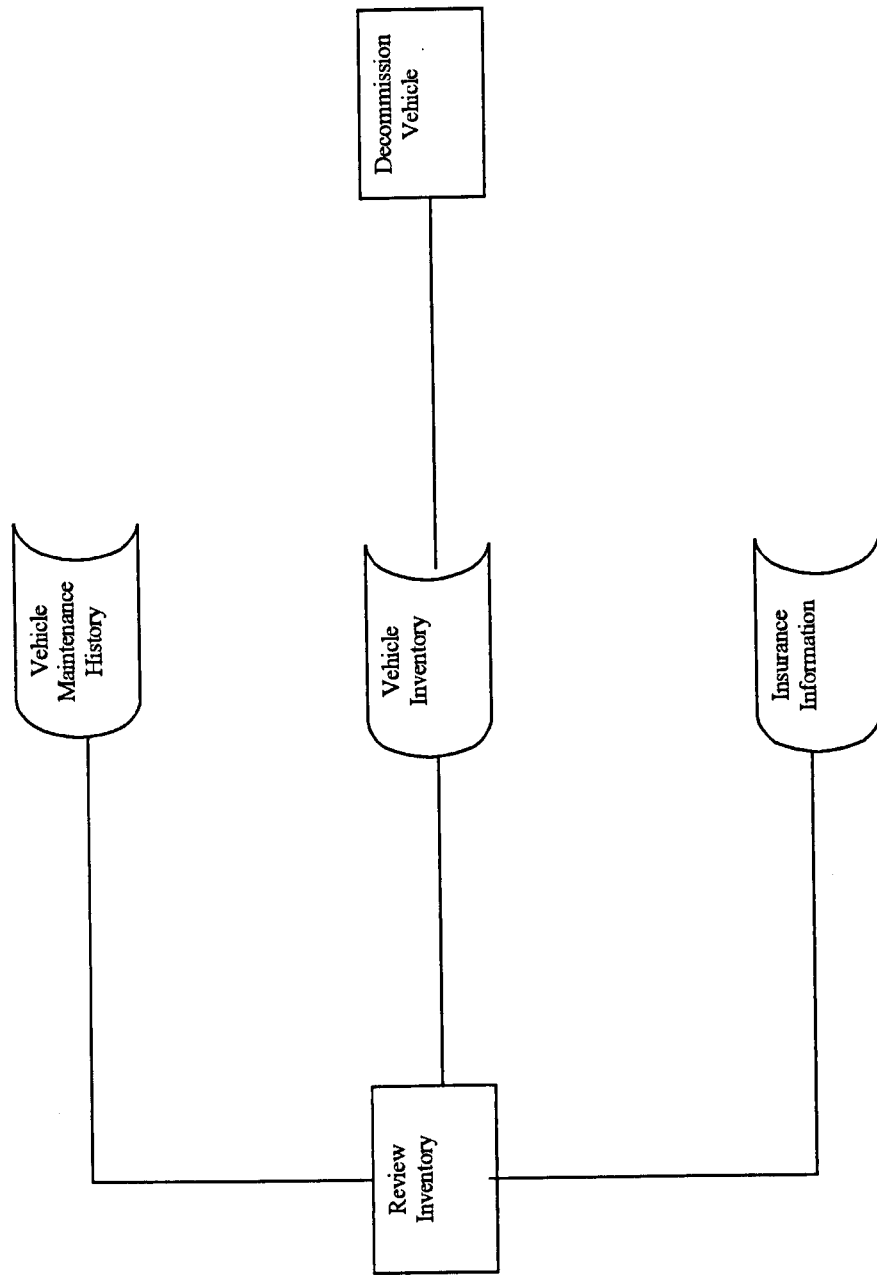 Vehicle
Maintenance
History
Review
Inventory
Vehicle
Inventory
Decommission
Vehicle
Insurance
Information